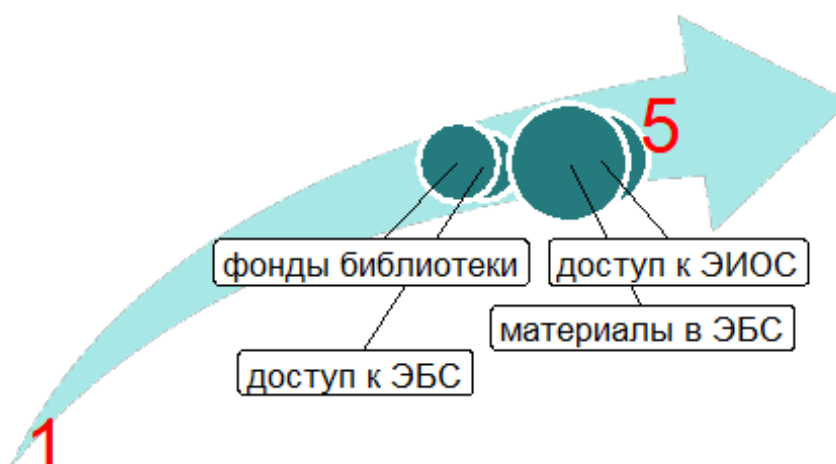 5
фонды библиотеки
доступ к ЭИОС
материалы в ЭБС
доступ к ЭБС
1